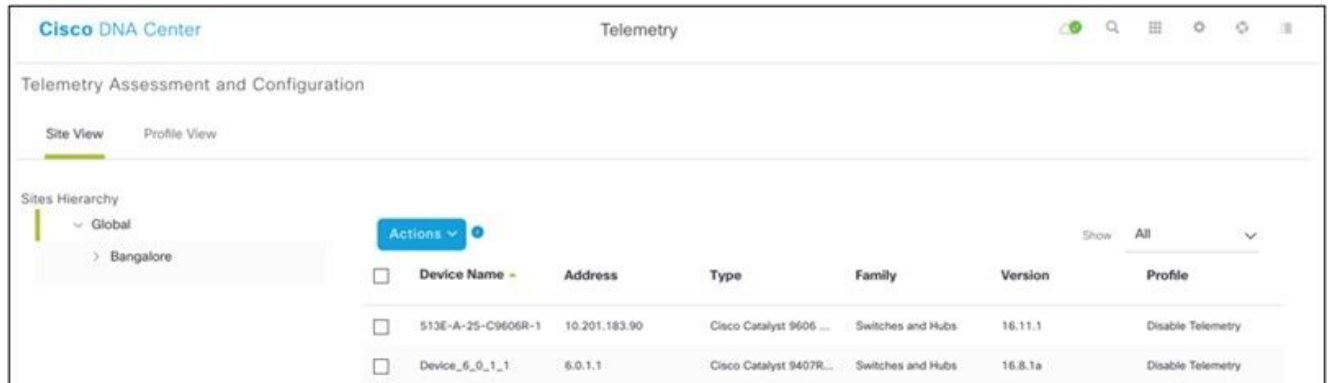 Cisco DNA Center Telemetry
Telemetry Assessment and Configuration
Site View Profile View
Sites Hierarchy
Global
Bangalore
Actions Show All
Device Name Address Type Family Version Profile
513E-A-25-C9606R-1 10.201.183.90 Cisco Catalyst 9606 ... Switches and Hubs 16.11.1 Disable Telemetry
Device_6_0_1_1 6.0.1.1 Cisco Catalyst 9407R... Switches and Hubs 16.8.1a Disable Telemetry